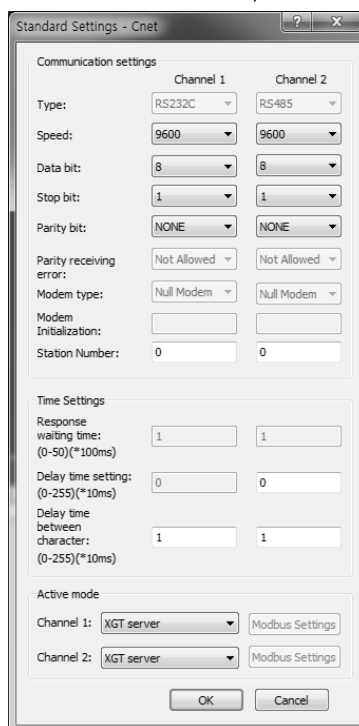 Standard Settings - Cnet
Communication settings
Channel 1 Channel 2
Type: RS232C RS485
Speed: 9600 9600
Data bit: 8 8
Stop bit: 1 1
Parity bit: NONE NONE
Parity receiving
error: Not Allowed Not Allowed
Modem type: Null Modem Null Modem
Modem
Initialization:
Station Number: 0 0
Time Settings
Response
waiting time: 1 1
(0-50)(*100ms)
Delay time setting: 0 0
(0-255)(*10ms)
Delay time
between
character: 1 1
(0-255)(*10ms)
Active mode
Channel 1: XGT server Modbus Settings
Channel 2: XGT server Modbus Settings
OK Cancel